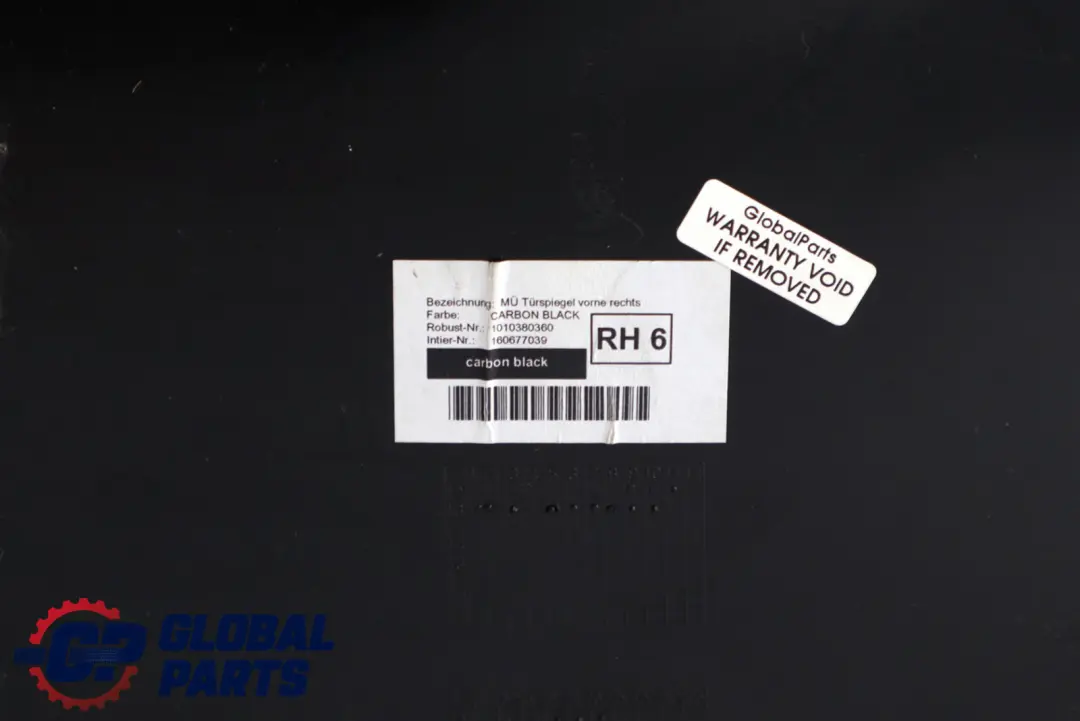 GlobalParts
WARRANTY VOID
IF REMOVED
Bezeichnung: MÜ Türspiegel vorne rechts
Farbe: CARBON BLACK
Robust-Nr.: 1010380360
Intier-Nr.: 160677039
RH 6
carbon black
GP
GLOBAL
PARTS